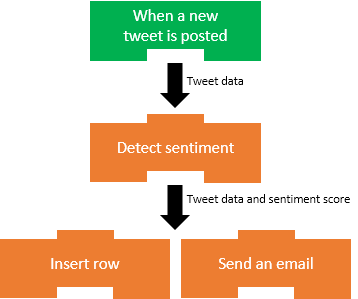 When a new
tweet is posted
Tweet data
Detect sentiment
Tweet data and sentiment score
Insert row
Send an email